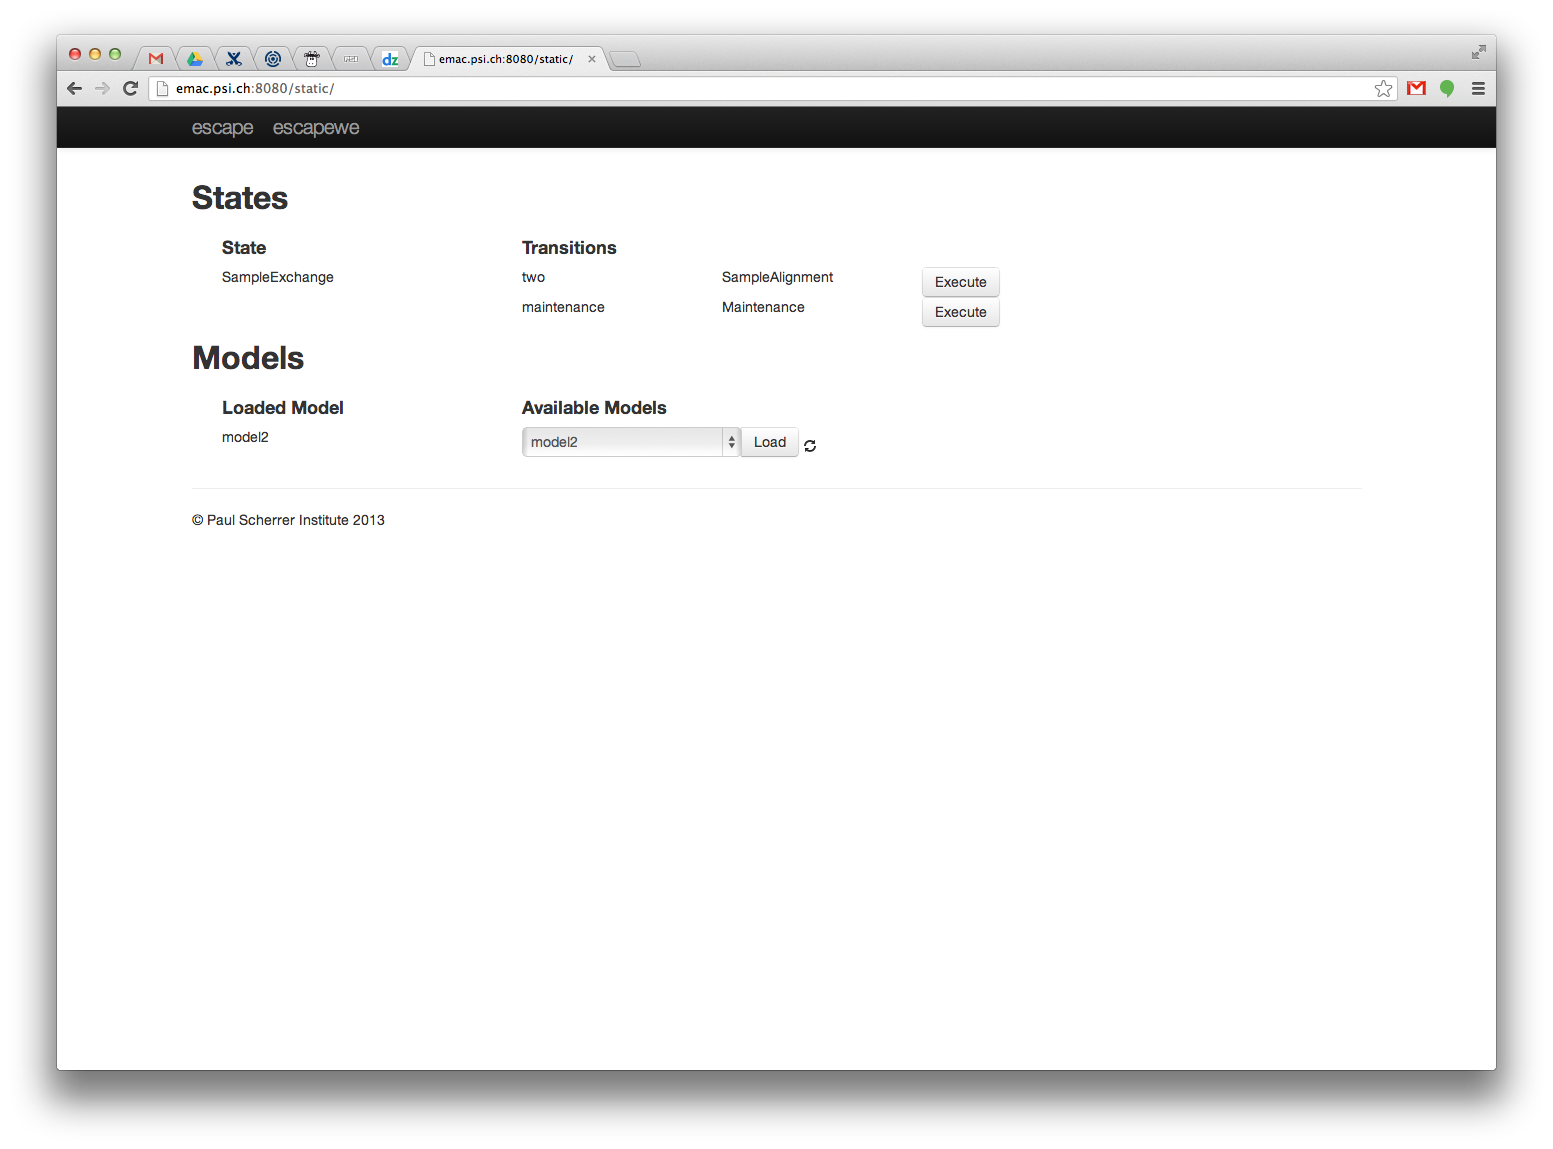 dz
emac.psi.ch:8080/static/
emac.psi.ch:8080/static/
escape escapewe
States
State Transitions
SampleExchange two SampleAlignment Execute
maintenance Maintenance Execute
Models
Loaded Model Available Models
model2 model2 Load
© Paul Scherrer Institute 2013